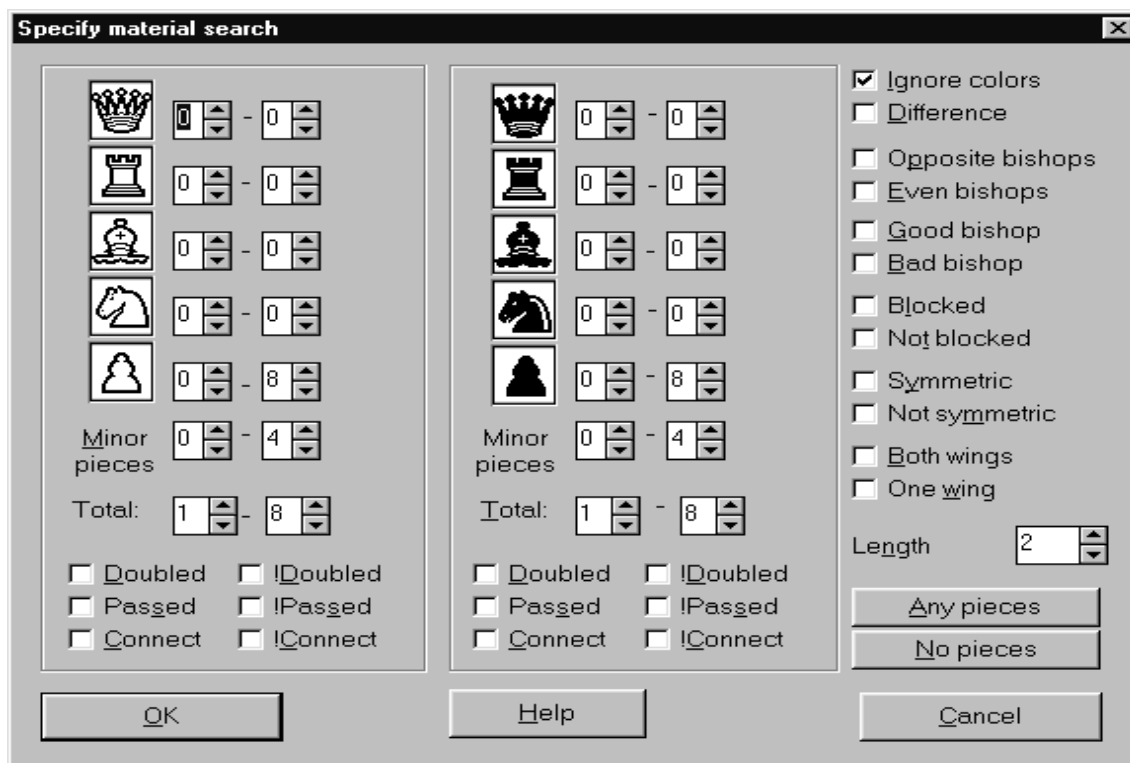 Specify material search
0 - 0 0 - 0 Ignore colors
Difference
0 - 0 0 - 0 Opposite bishops
Even bishops
0 - 0 0 - 0 Good bishop
Bad bishop
0 - 0 0 - 0 Blocked
Not blocked
0 - 8 0 - 8 Symmetric
Not symmetric
Minor pieces 0 - 4 Minor pieces 0 - 4 Both wings
One wing
Total: 1 - 8 Total: 1 - 8
Length 2
Doubled !Doubled Doubled !Doubled
Passed !Passed Passed !Passed Any pieces
Connect !Connect Connect !Connect No pieces
OK Help Cancel